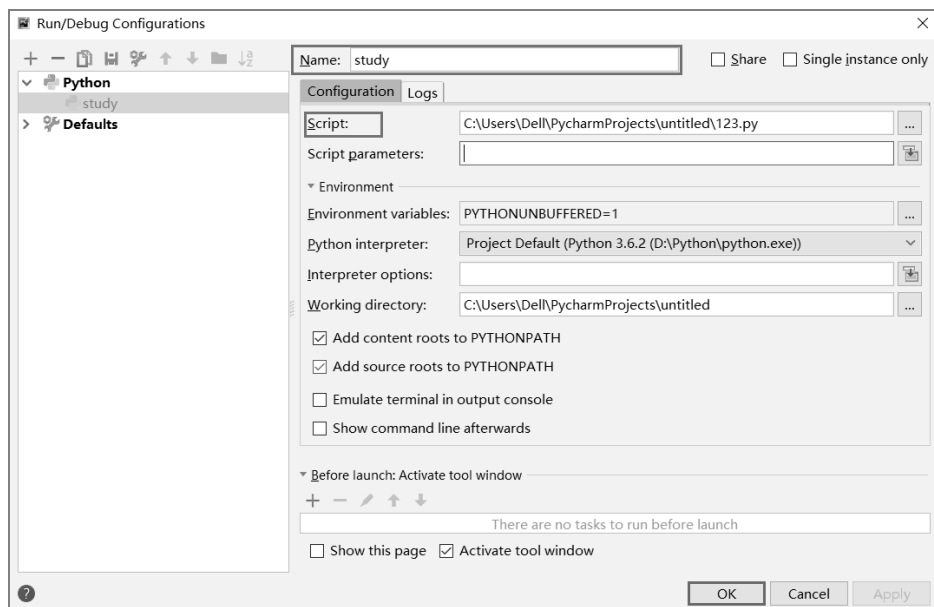 Run/Debug Configurations
Name: study
Share
Single instance only
Python
study
Defaults
Configuration
Logs
Script: C:\Users\Dell\PycharmProjects\untitled\123.py
Script parameters:
Environment
Environment variables: PYTHONUNBUFFERED=1
Python interpreter: Project Default (Python 3.6.2 (D:\Python\python.exe))
Interpreter options:
Working directory: C:\Users\Dell\PycharmProjects\untitled
Add content roots to PYTHONPATH
Add source roots to PYTHONPATH
Emulate terminal in output console
Show command line afterwards
Before launch: Activate tool window
There are no tasks to run before launch
Show this page
Activate tool window
OK
Cancel
Apply